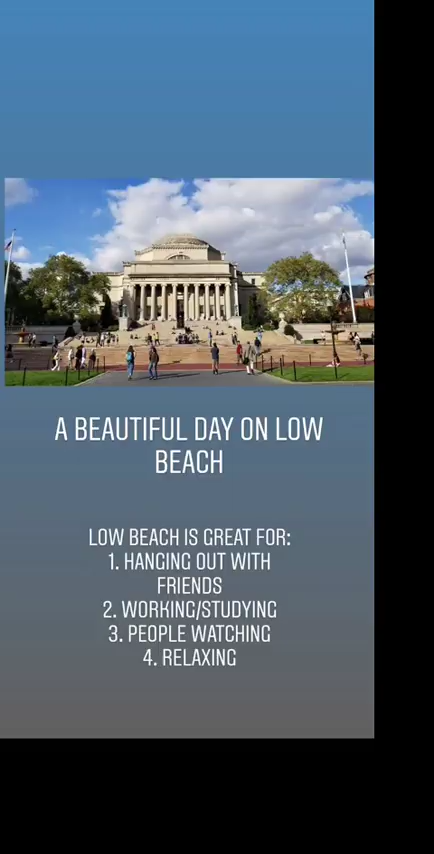 A BEAUTIFUL DAY ON LOW
BEACH
LOW BEACH IS GREAT FOR:
1. HANGING OUT WITH
FRIENDS
2. WORKING/STUDYING
3. PEOPLE WATCHING
4. RELAXING